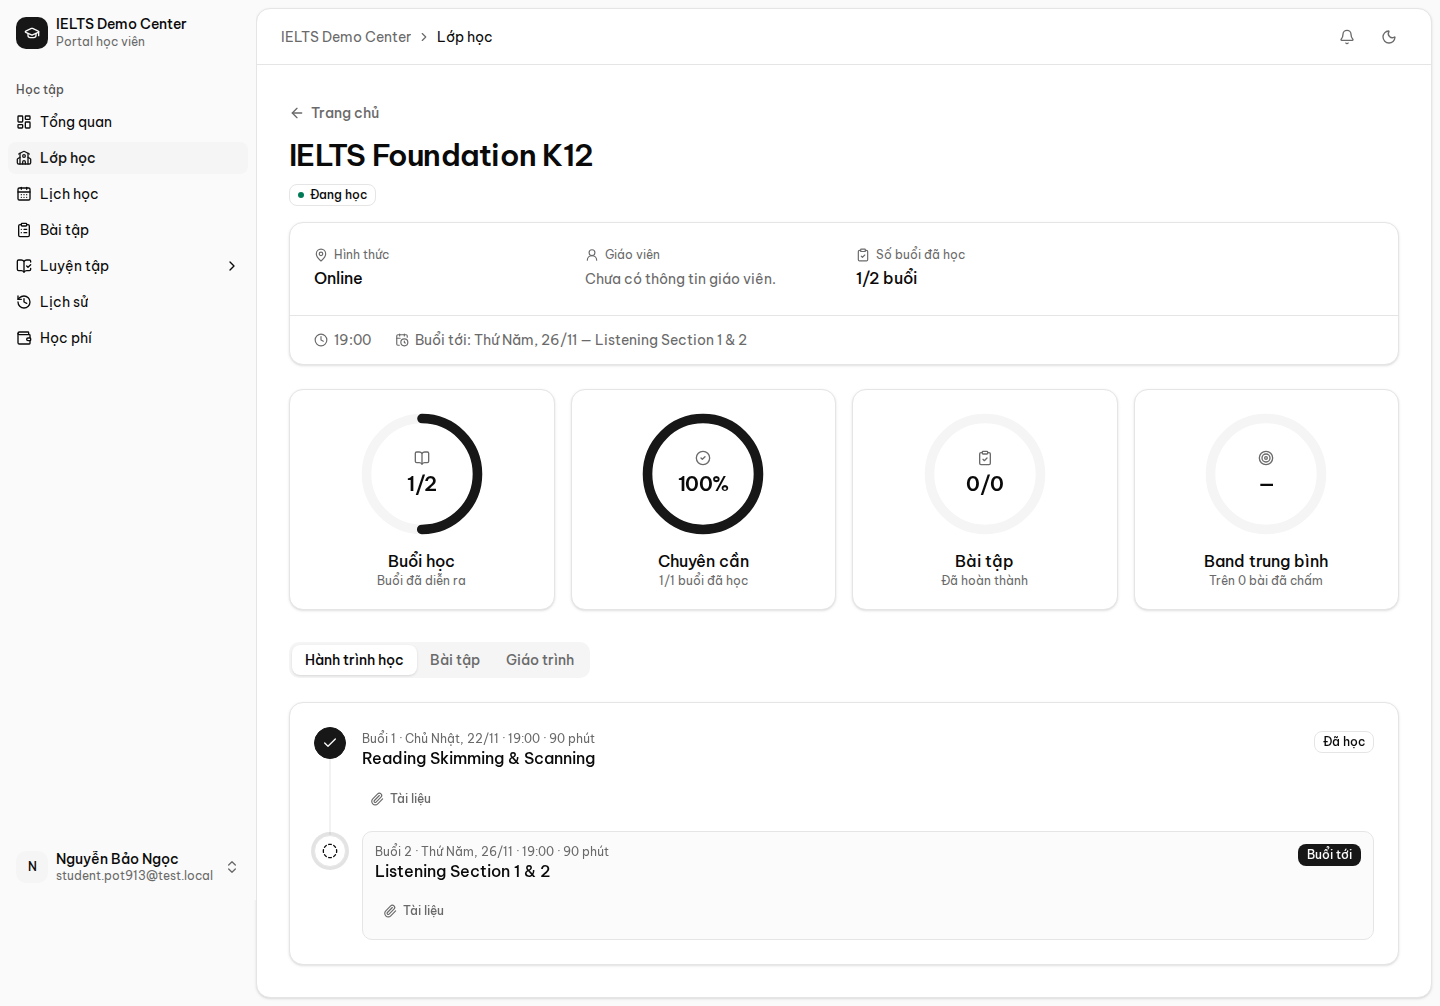 IELTS Demo Center
Portal học viên
Học tập
Tổng quan
Lớp học
Lịch học
Bài tập
Luyện tập
Lịch sử
Học phí
N
Nguyễn Bảo Ngọc
student.pot913@test.local
IELTS Demo Center > Lớp học
Trang chủ
IELTS Foundation K12
Đang học
Hình thức
Online
Giáo viên
Chưa có thông tin giáo viên.
Số buổi đã học
1/2 buổi
19:00
Buổi tới: Thứ Năm, 26/11 — Listening Section 1 & 2
1/2
Buổi học
Buổi đã diễn ra
100%
Chuyên cần
1/1 buổi đã học
0/0
Bài tập
Đã hoàn thành
—
Band trung bình
Trên 0 bài đã chấm
Hành trình học
Bài tập
Giáo trình
Buổi 1 · Chủ Nhật, 22/11 · 19:00 · 90 phút
Đã học
Reading Skimming & Scanning
Tài liệu
Buổi 2 · Thứ Năm, 26/11 · 19:00 · 90 phút
Buổi tới
Listening Section 1 & 2
Tài liệu